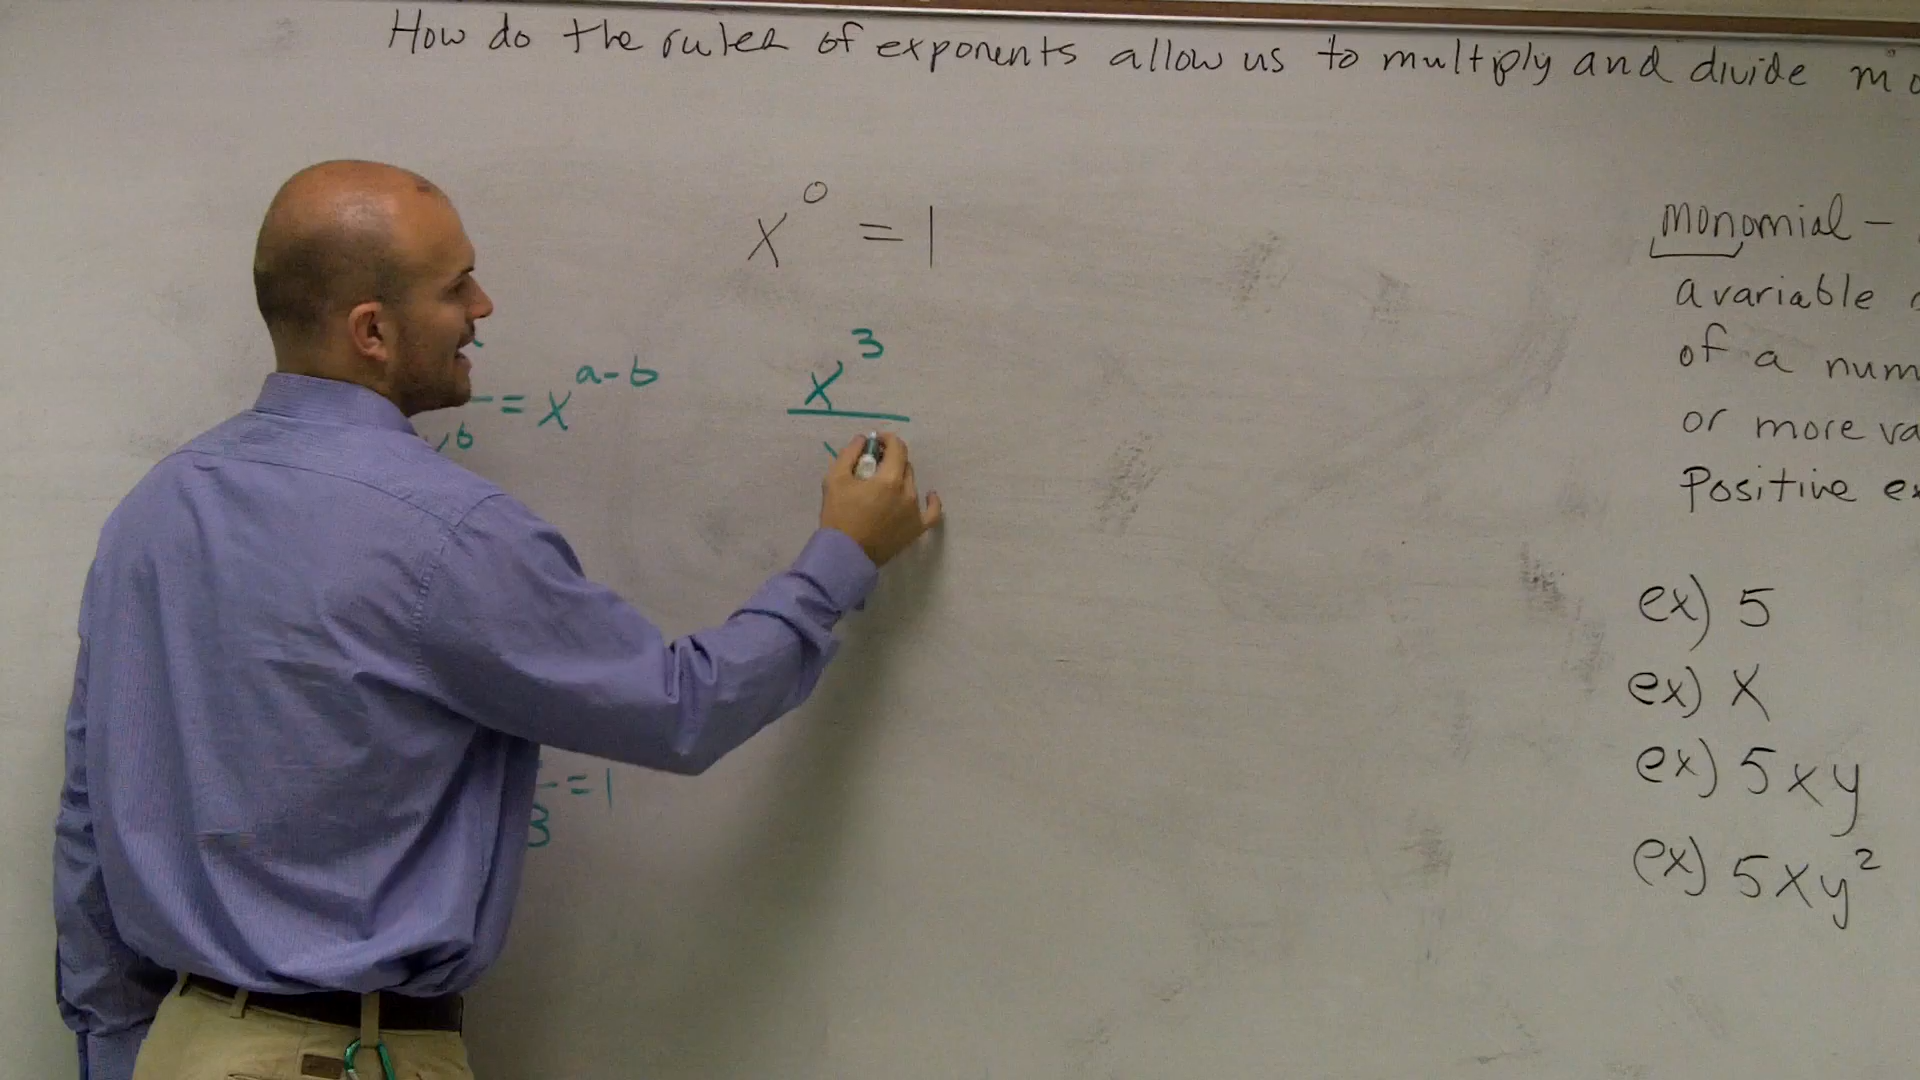 How do the rules of exponents allow us to multiply and divide
x⁰ = 1
= x^(a-b)
b
x³
= 1
3
monomial -
a variable
of a num
or more va
Positive ex
ex) 5
ex) x
ex) 5xy
ex) 5xy²